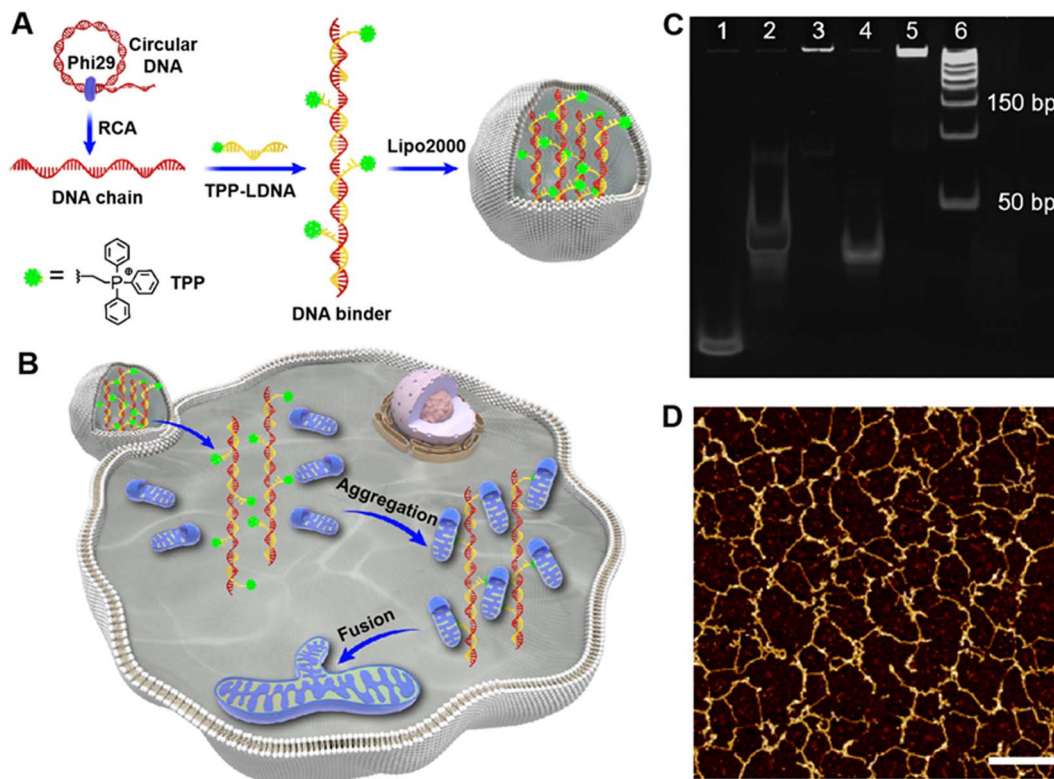 A
Phi29
Circular
DNA
RCA
DNA chain
TPP-LDNA
DNA binder
Lipo2000
=
P
⊕
TPP
B
Aggregation
Fusion
C
1 2 3 4 5 6
150 bp
50 bp
D